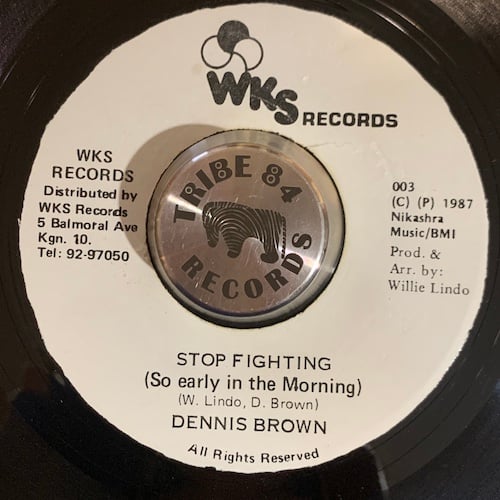 WKS RECORDS
WKS
RECORDS
Distributed by
WKS Records
5 Balmoral Ave
Kgn. 10.
Tel: 92-97050
TRIBE 84
RECORDS
003
(C) (P) 1987
Nikashra
Music/BMI
Prod. &
Arr. by:
Willie Lindo
STOP FIGHTING
(So early in the Morning)
(W. Lindo, D. Brown)
DENNIS BROWN
All Rights Reserved